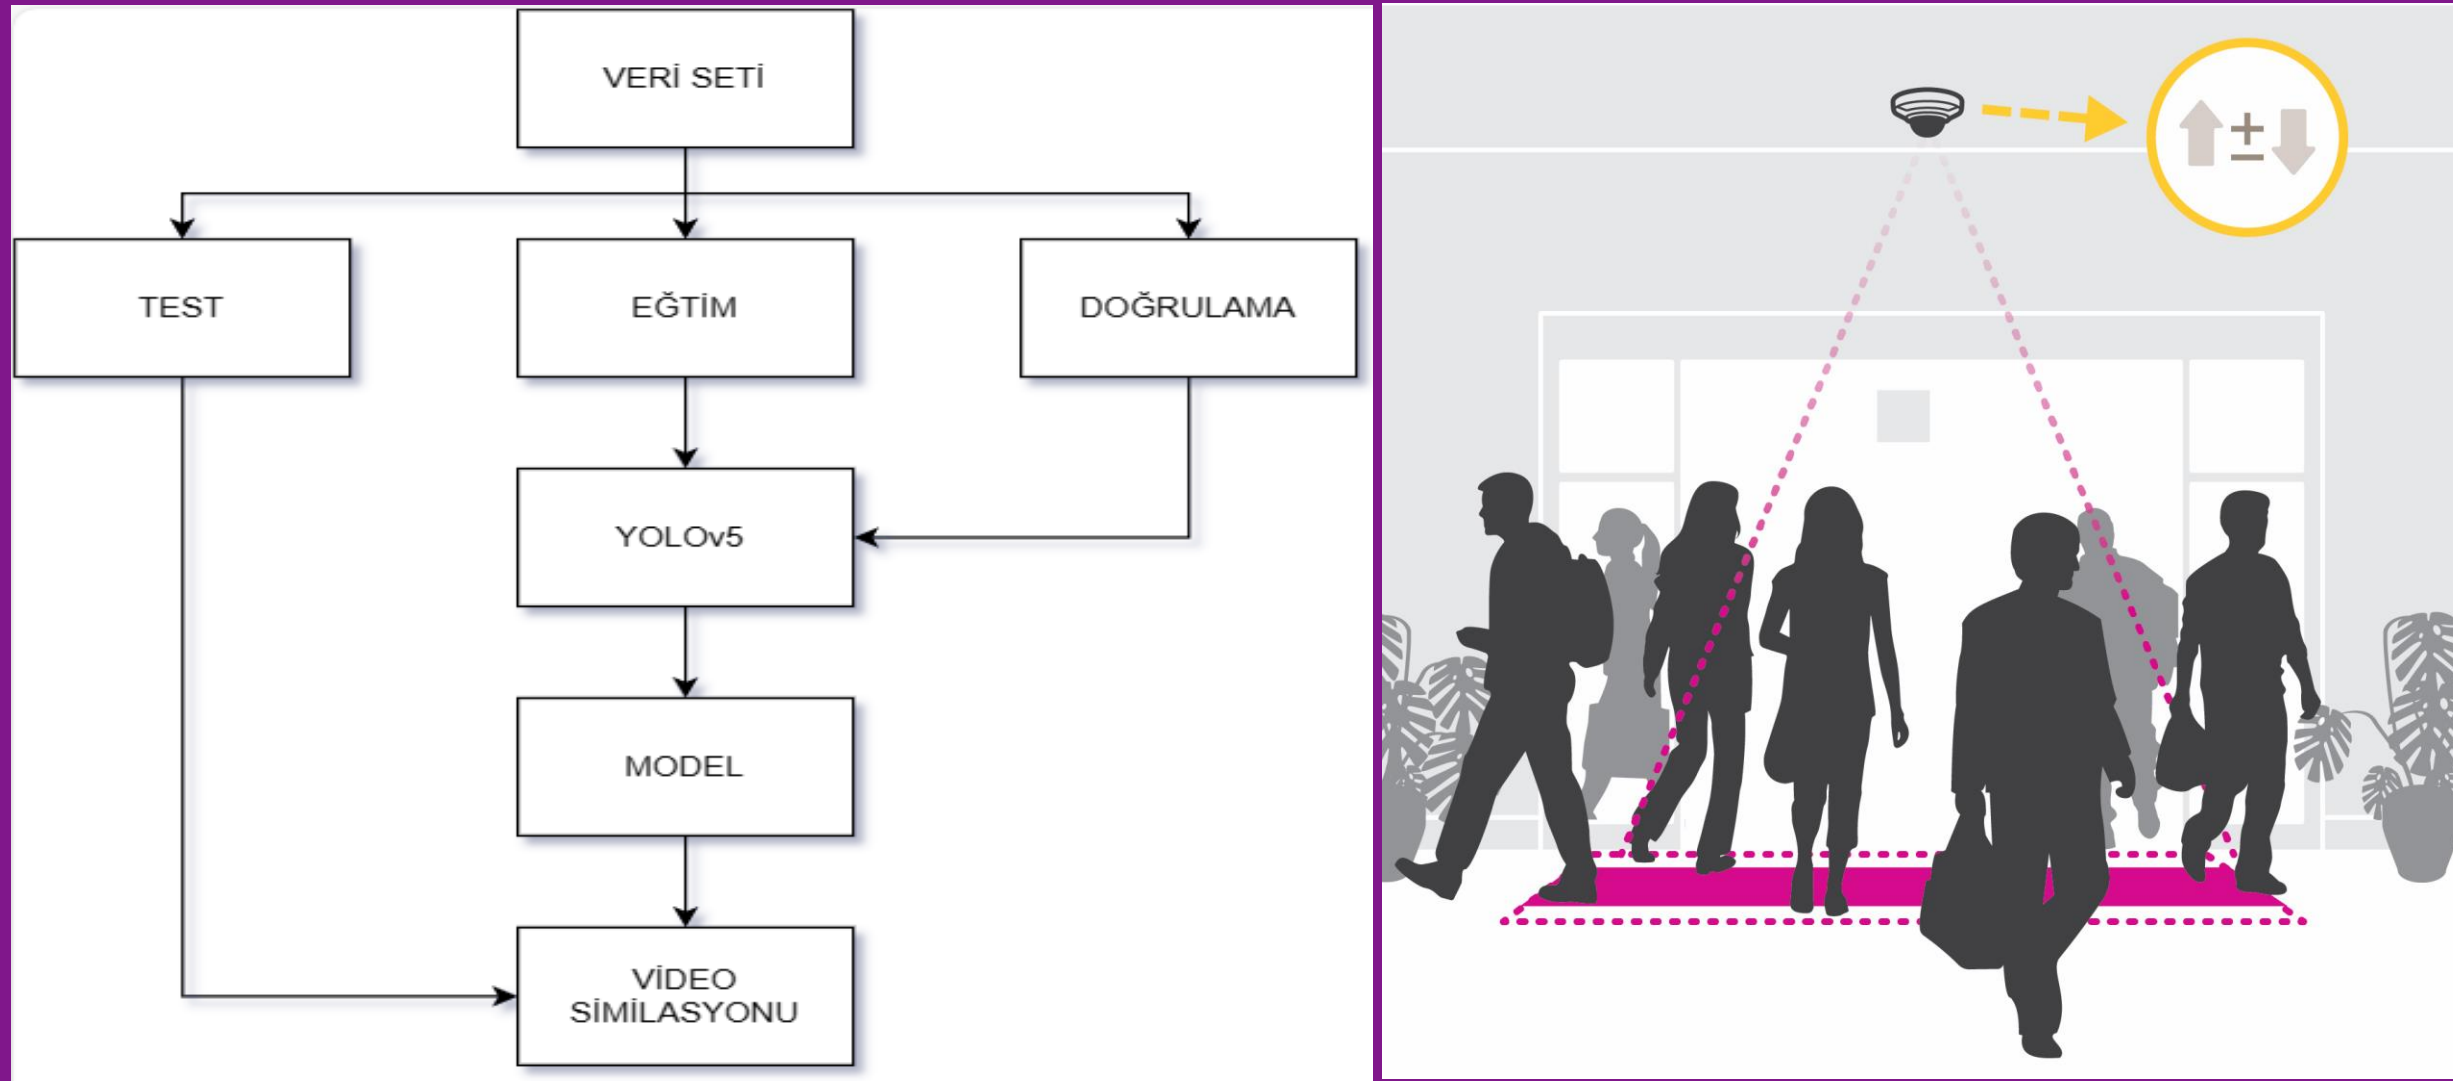 VERİ SETİ
TEST
EĞTİM
DOĞRULAMA
YOLOv5
MODEL
VİDEO
SİMİLASYONU